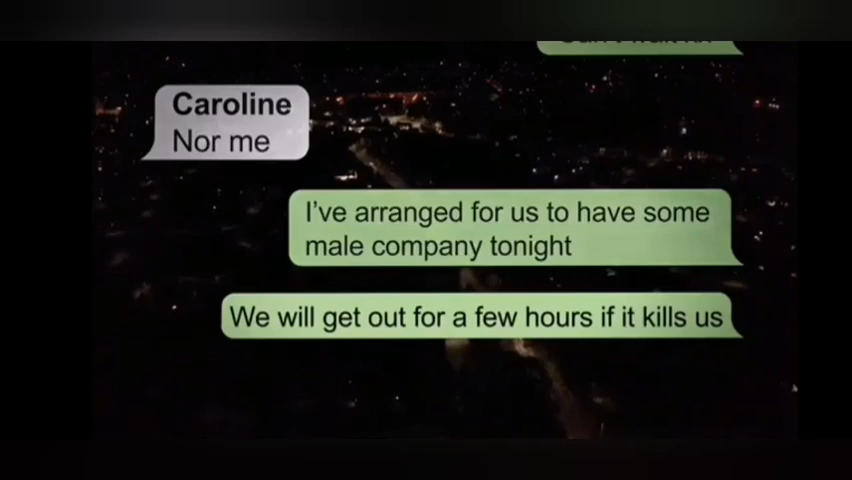 Caroline
Nor me
I've arranged for us to have some
male company tonight
We will get out for a few hours if it kills us